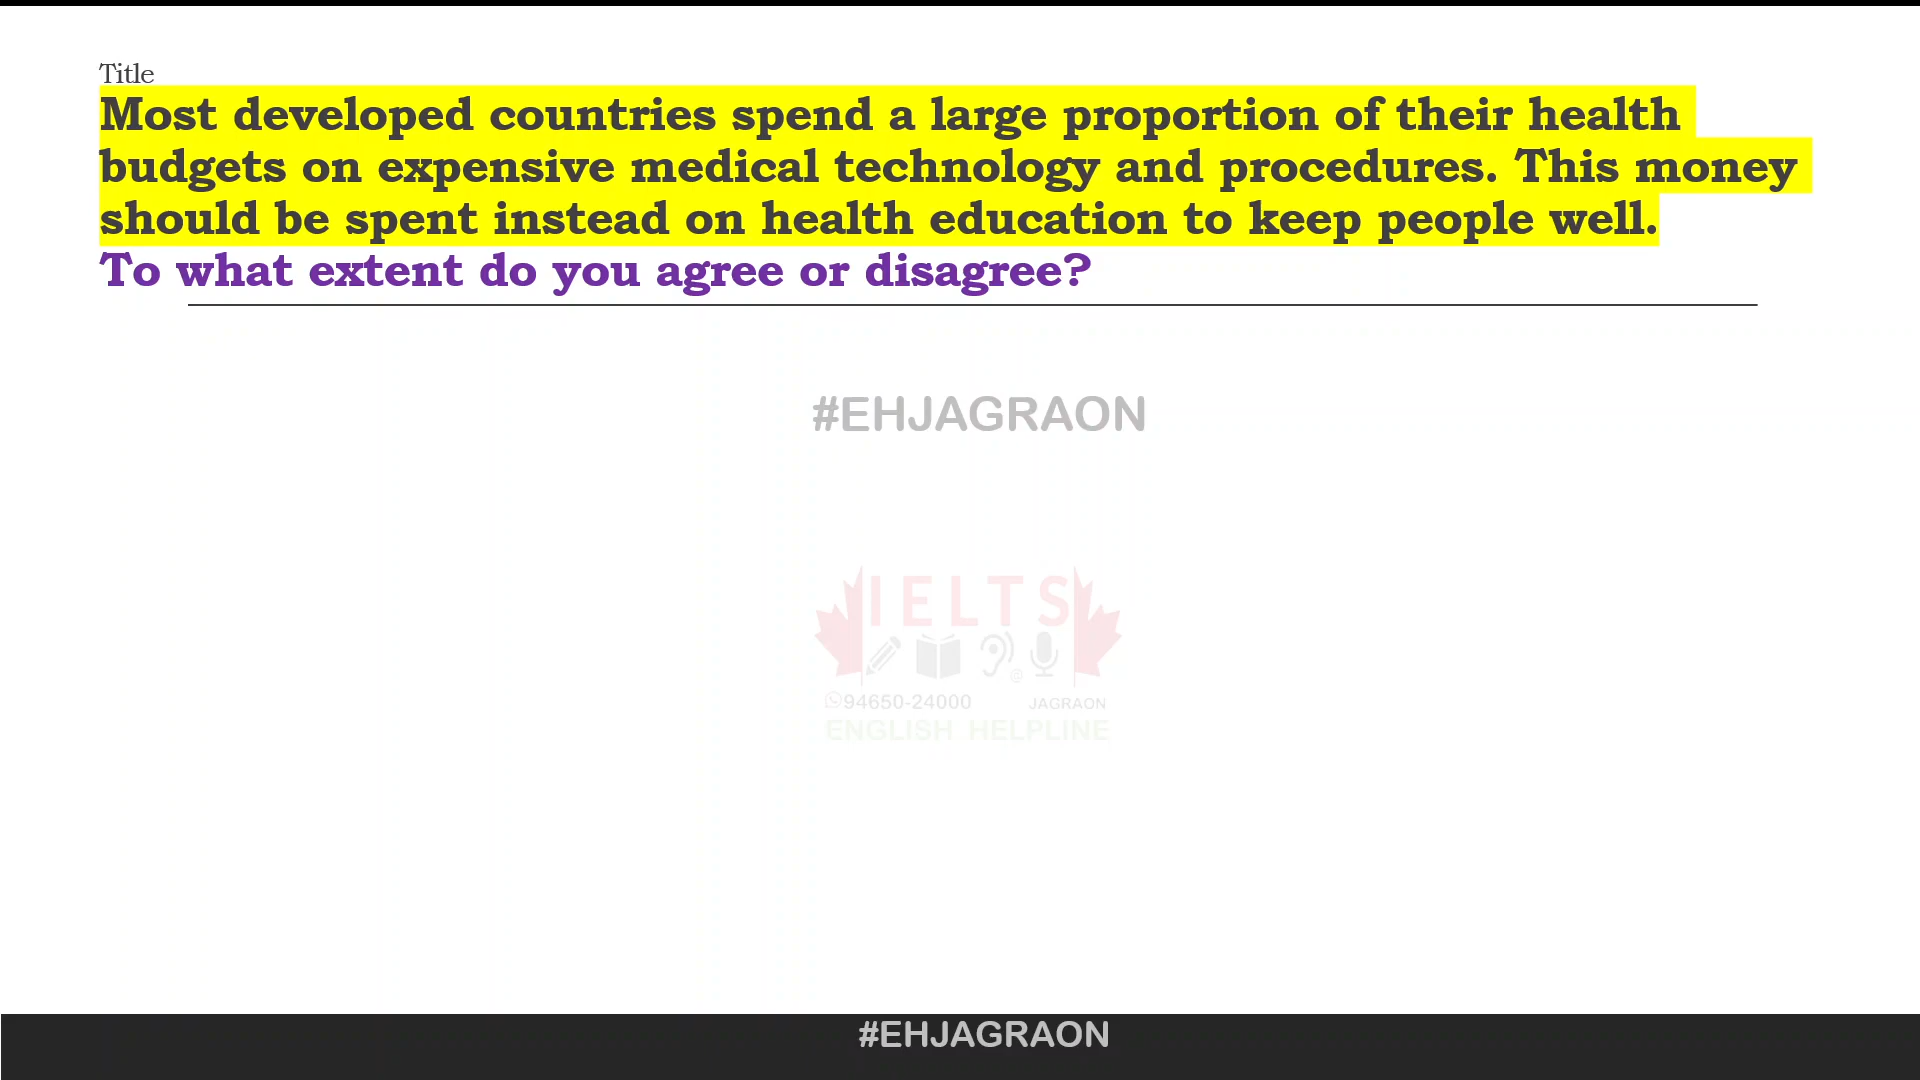 Title
Most developed countries spend a large proportion of their health
budgets on expensive medical technology and procedures. This money
should be spent instead on health education to keep people well.
To what extent do you agree or disagree?
#EHJAGRAON
IELTS
@
94650-24000 JAGRAON
ENGLISH HELPLINE
#EHJAGRAON